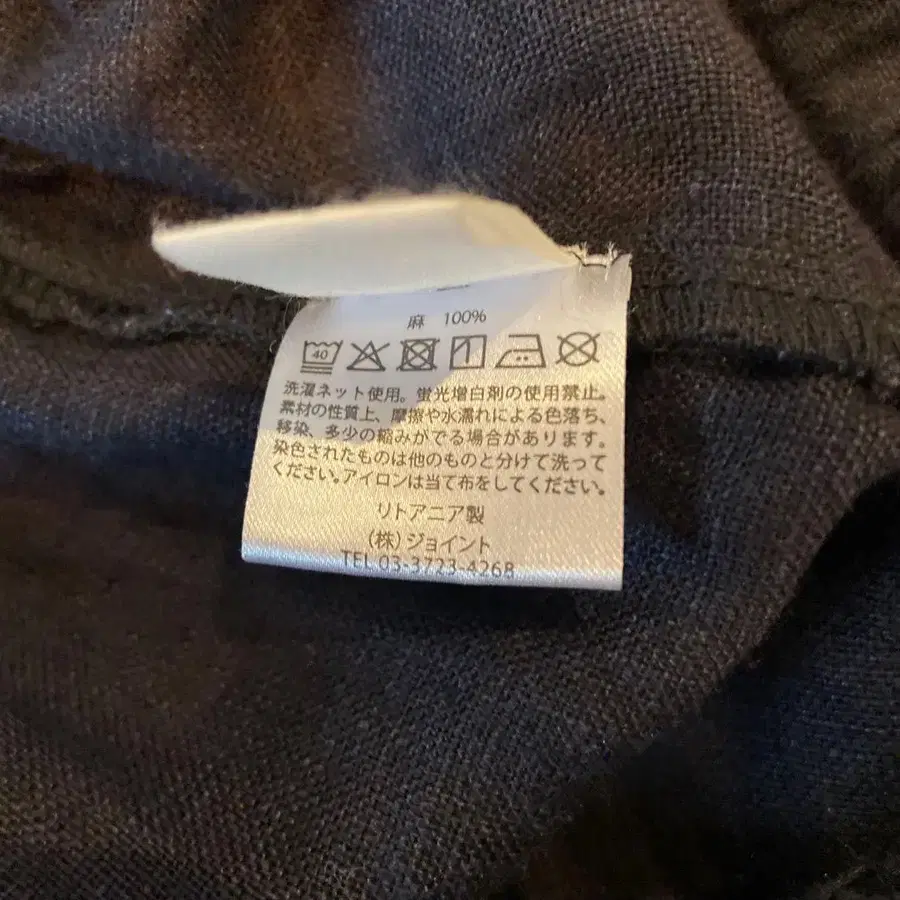 麻 100%
40
洗濯ネット使用。蛍光増白剤の使用禁止。
素材の性質上、摩擦や水濡れによる色落ち、
移染、多少の縮みがでる場合があります。
染色されたものは他のものと分けて洗って
ください。アイロンは当て布をしてください。
リトアニア製
(株)ジョイント
TEL 03-3723-4268